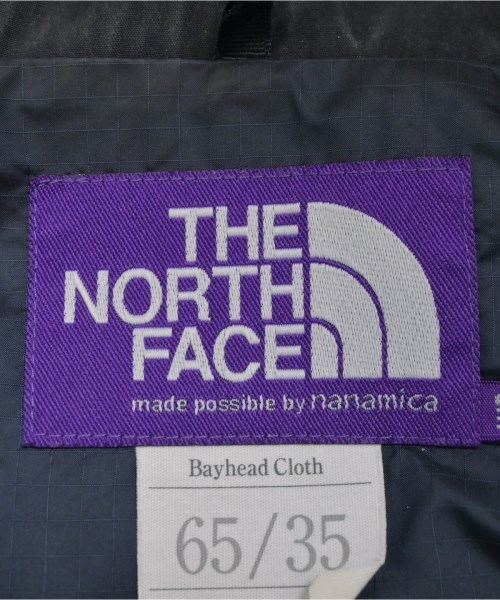 THE
NORTH
FACE
made possible by nanamica
Bayhead Cloth
65/35